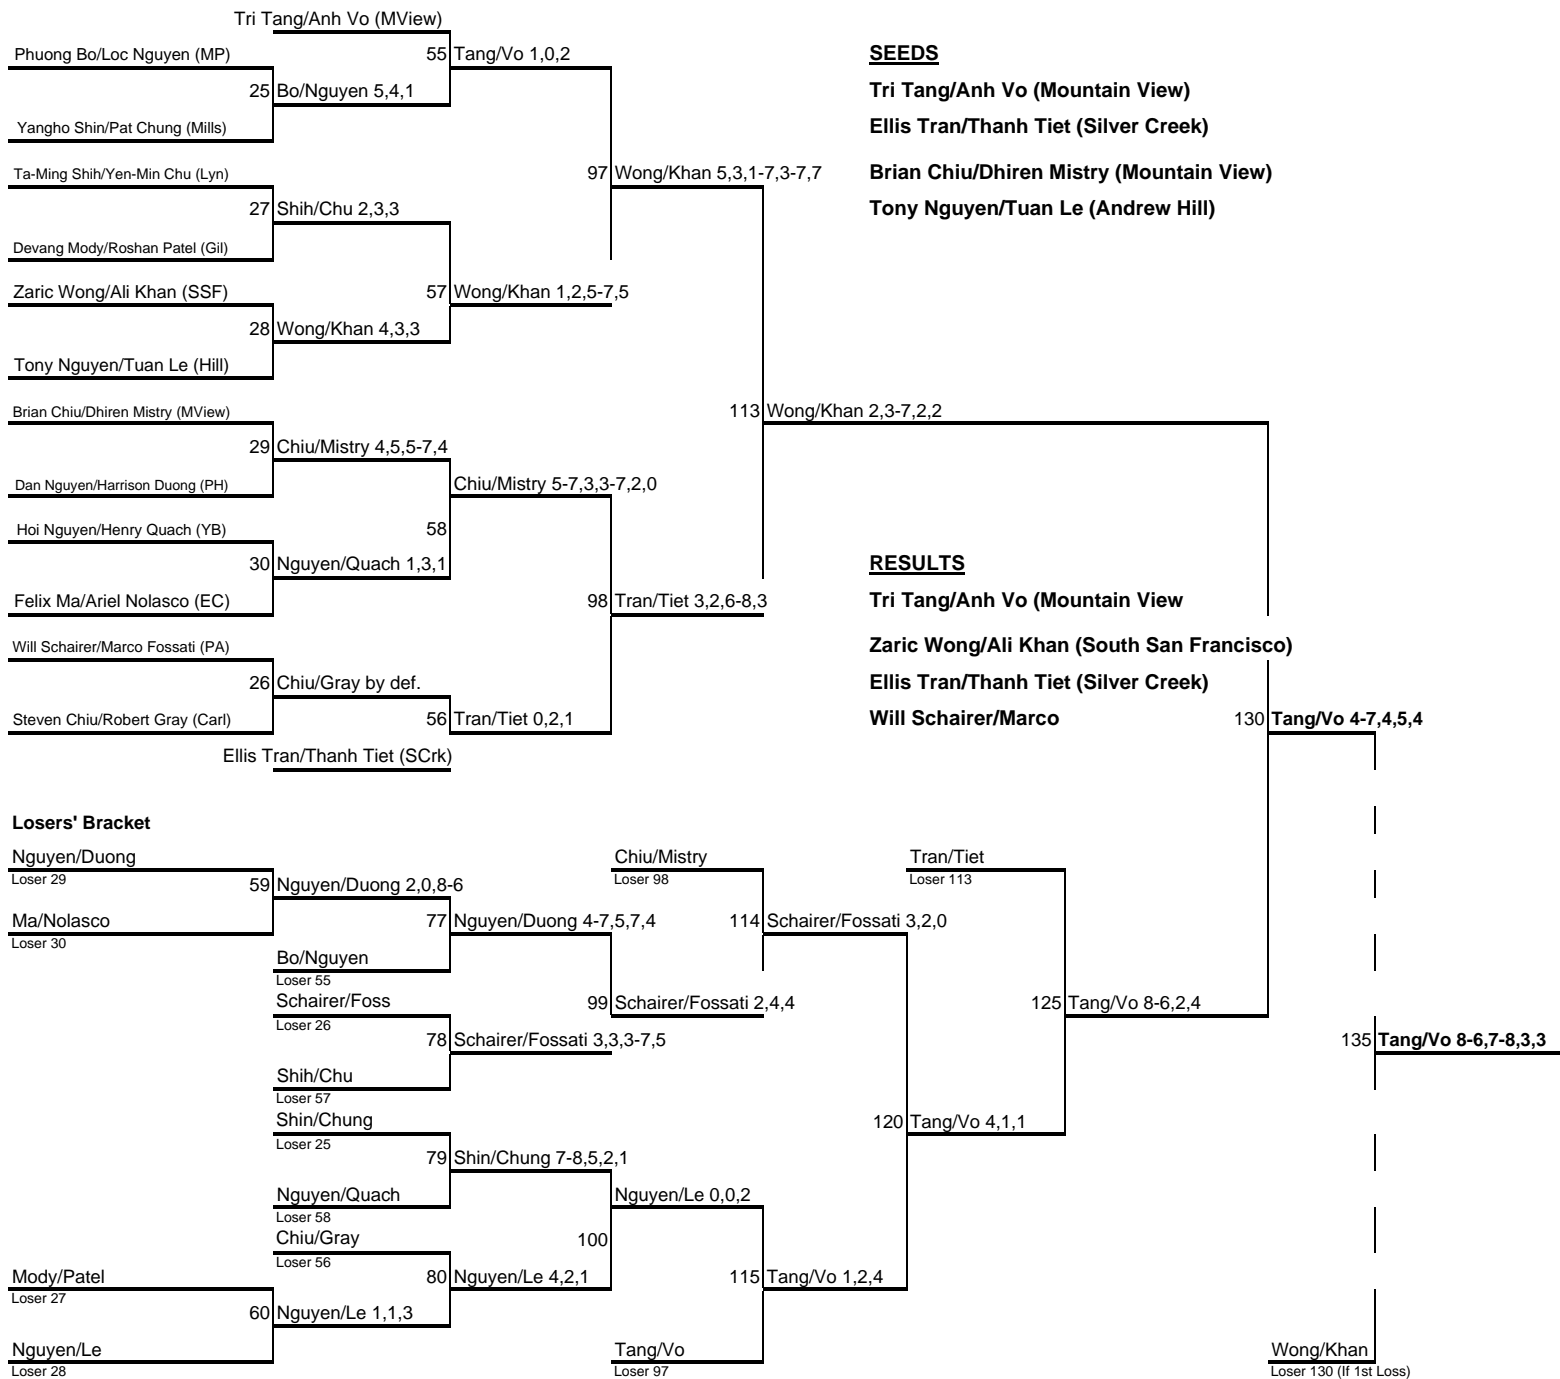 Tri Tang/Anh Vo (MView)
Phuong Bo/Loc Nguyen (MP)
55 Tang/Vo 1,0,2
SEEDS
25 Bo/Nguyen 5,4,1
Tri Tang/Anh Vo (Mountain View)
Yangho Shin/Pat Chung (Mills)
Ellis Tran/Thanh Tiet (Silver Creek)
Ta-Ming Shih/Yen-Min Chu (Lyn)
97 Wong/Khan 5,3,1-7,3-7,7
Brian Chiu/Dhiren Mistry (Mountain View)
27 Shih/Chu 2,3,3
Tony Nguyen/Tuan Le (Andrew Hill)
Devang Mody/Roshan Patel (Gil)
Zaric Wong/Ali Khan (SSF)
57 Wong/Khan 1,2,5-7,5
28 Wong/Khan 4,3,3
Tony Nguyen/Tuan Le (Hill)
Brian Chiu/Dhiren Mistry (MView)
113 Wong/Khan 2,3-7,2,2
29 Chiu/Mistry 4,5,5-7,4
Dan Nguyen/Harrison Duong (PH)
Chiu/Mistry 5-7,3,3-7,2,0
Hoi Nguyen/Henry Quach (YB)
58
30 Nguyen/Quach 1,3,1
RESULTS
Felix Ma/Ariel Nolasco (EC)
98 Tran/Tiet 3,2,6-8,3
Tri Tang/Anh Vo (Mountain View
Will Schairer/Marco Fossati (PA)
Zaric Wong/Ali Khan (South San Francisco)
26 Chiu/Gray by def.
Ellis Tran/Thanh Tiet (Silver Creek)
Steven Chiu/Robert Gray (Carl)
56 Tran/Tiet 0,2,1
Will Schairer/Marco
130 Tang/Vo 4-7,4,5,4
Ellis Tran/Thanh Tiet (SCrk)
Losers' Bracket
Nguyen/Duong
Chiu/Mistry
Tran/Tiet
Loser 29
Loser 98
Loser 113
59 Nguyen/Duong 2,0,8-6
Ma/Nolasco
77 Nguyen/Duong 4-7,5,7,4
114 Schairer/Fossati 3,2,0
Loser 30
Bo/Nguyen
Loser 55
Schairer/Foss
99 Schairer/Fossati 2,4,4
125 Tang/Vo 8-6,2,4
Loser 26
78 Schairer/Fossati 3,3,3-7,5
135 Tang/Vo 8-6,7-8,3,3
Shih/Chu
Loser 57
Shin/Chung
120 Tang/Vo 4,1,1
Loser 25
79 Shin/Chung 7-8,5,2,1
Nguyen/Quach
Nguyen/Le 0,0,2
Loser 58
Chiu/Gray
100
Loser 56
Mody/Patel
80 Nguyen/Le 4,2,1
115 Tang/Vo 1,2,4
Loser 27
60 Nguyen/Le 1,1,3
Nguyen/Le
Tang/Vo
Wong/Khan
Loser 28
Loser 97
Loser 130 (If 1st Loss)